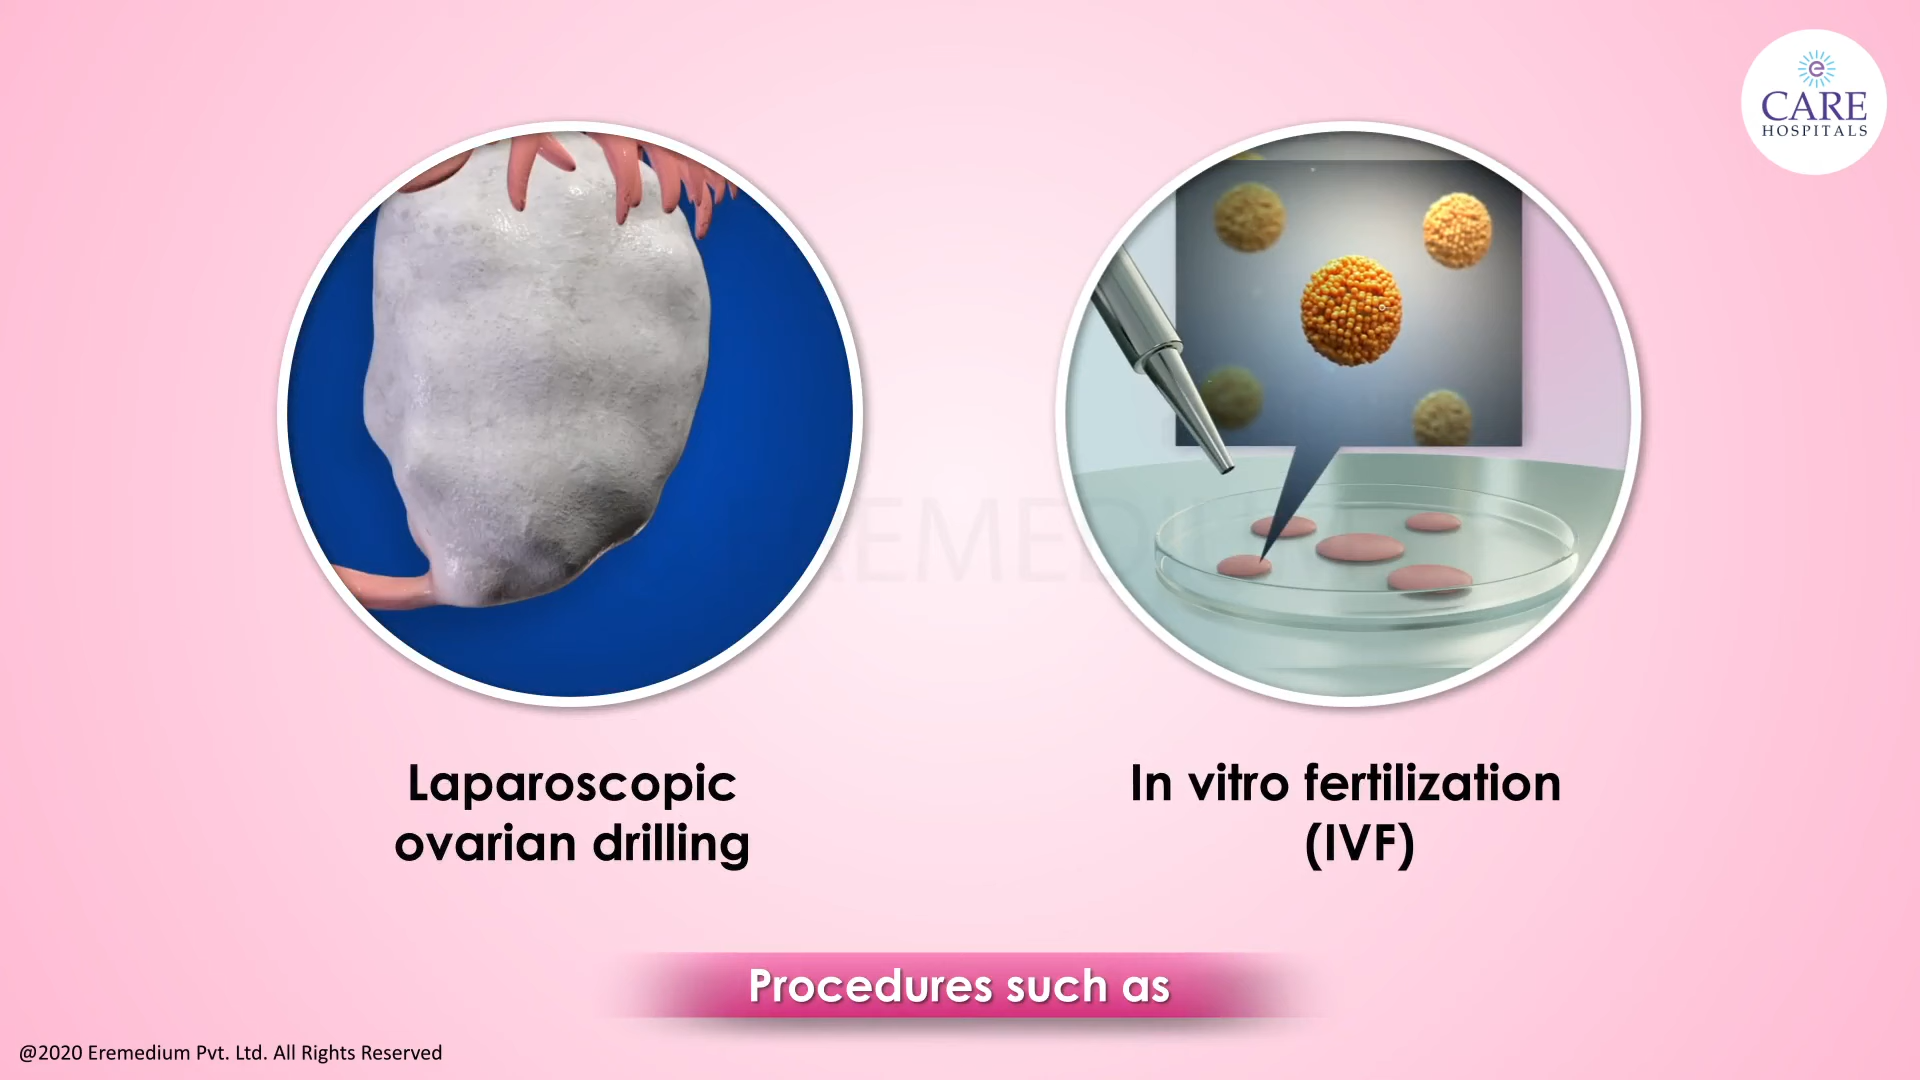 e
CARE
HOSPITALS
EREMEDIUM
Laparoscopic
ovarian drilling
In vitro fertilization
(IVF)
Procedures such as
@2020 Eremedium Pvt. Ltd. All Rights Reserved